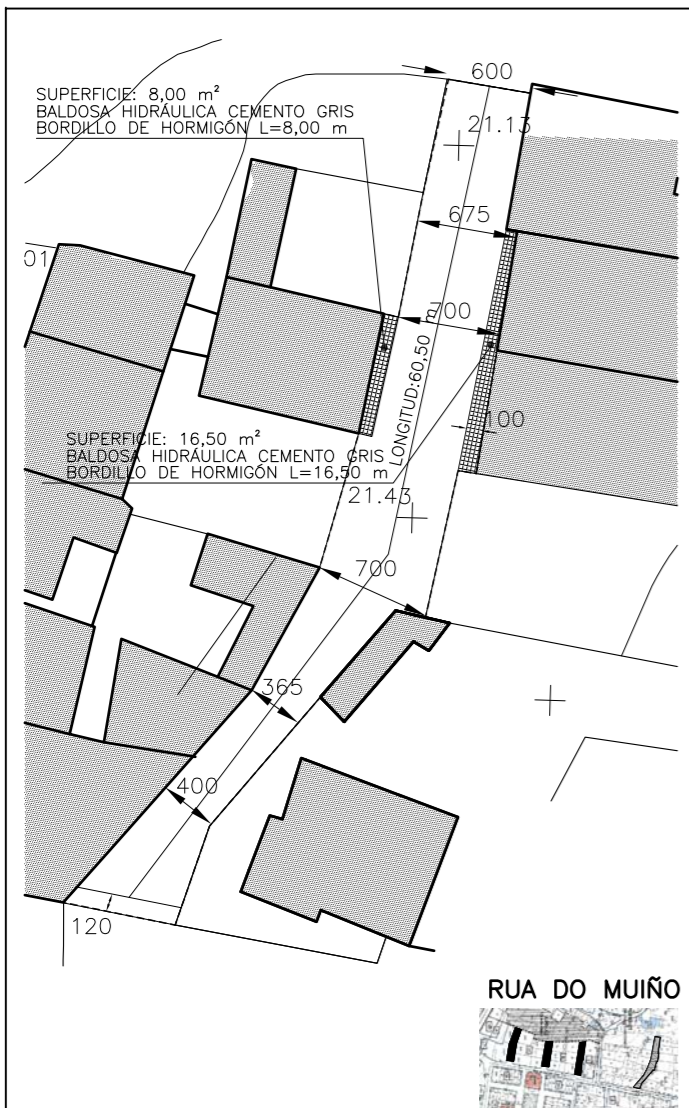 600
SUPERFICIE: 8,00 m²
BALDOSA HIDRÁULICA CEMENTO GRIS
BORDILLO DE HORMIGÓN L=8,00 m
21.13
675
01
700
LONGITUD:60,50 m
100
SUPERFICIE: 16,50 m²
BALDOSA HIDRÁULICA CEMENTO GRIS
BORDILLO DE HORMIGÓN L=16,50 m
21.43
700
365
400
120
RUA DO MUIÑO